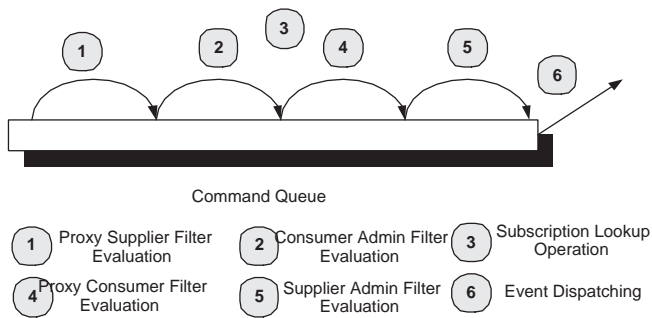 1
2
3
4
5
6
Command Queue
1 Proxy Supplier Filter
Evaluation
2 Consumer Admin Filter
Evaluation
3 Subscription Lookup
Operation
4 Proxy Consumer Filter
Evaluation
5 Supplier Admin Filter
Evaluation
6 Event Dispatching